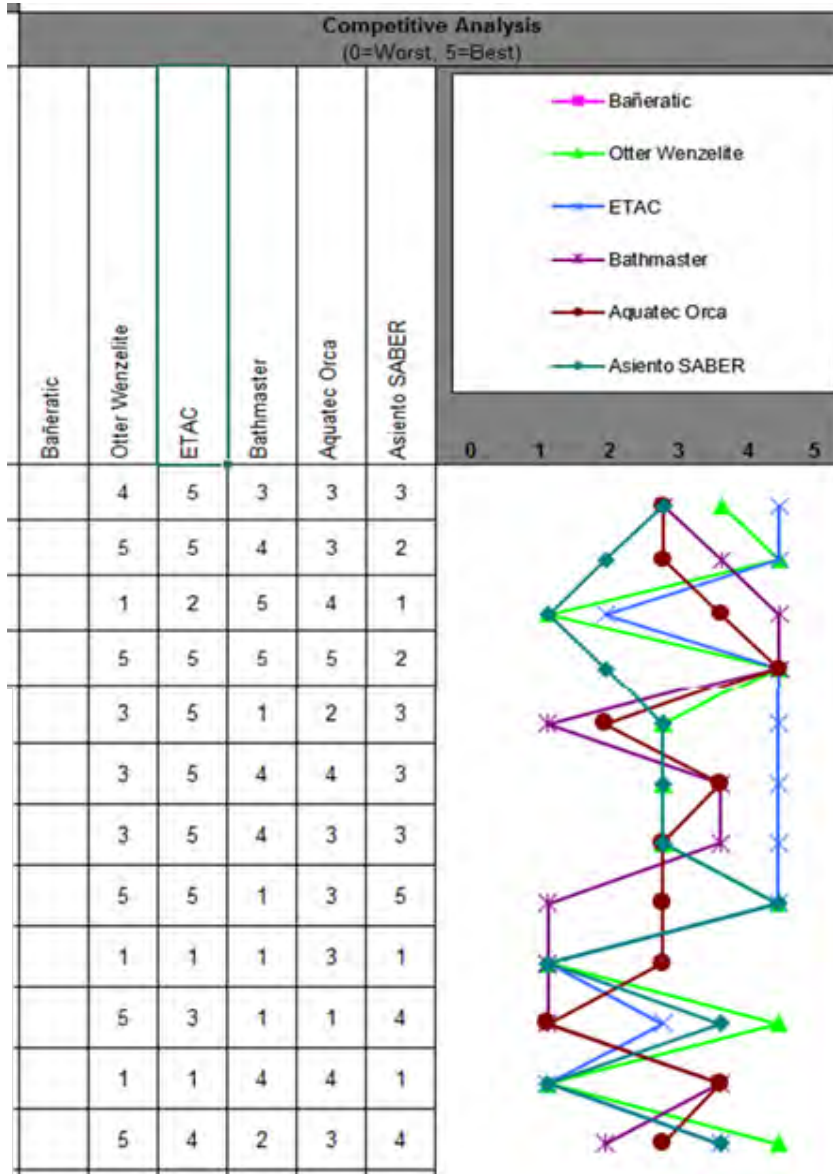 Competitive Analysis
(0=Worst, 5=Best)
Bañeratic
Otter Wenzelite
ETAC
Bathmaster
Aquatec Orca
Asiento SABER
Bañeratic
Otter Wenzelite
ETAC
Bathmaster
Aquatec Orca
Asiento SABER
0 1 2 3 4 5
4 5 3 3 3
5 5 4 3 2
1 2 5 4 1
5 5 5 5 2
3 5 1 2 3
3 5 4 4 3
3 5 4 3 3
5 5 1 3 5
1 1 1 3 1
5 3 1 1 4
1 1 4 4 1
5 4 2 3 4